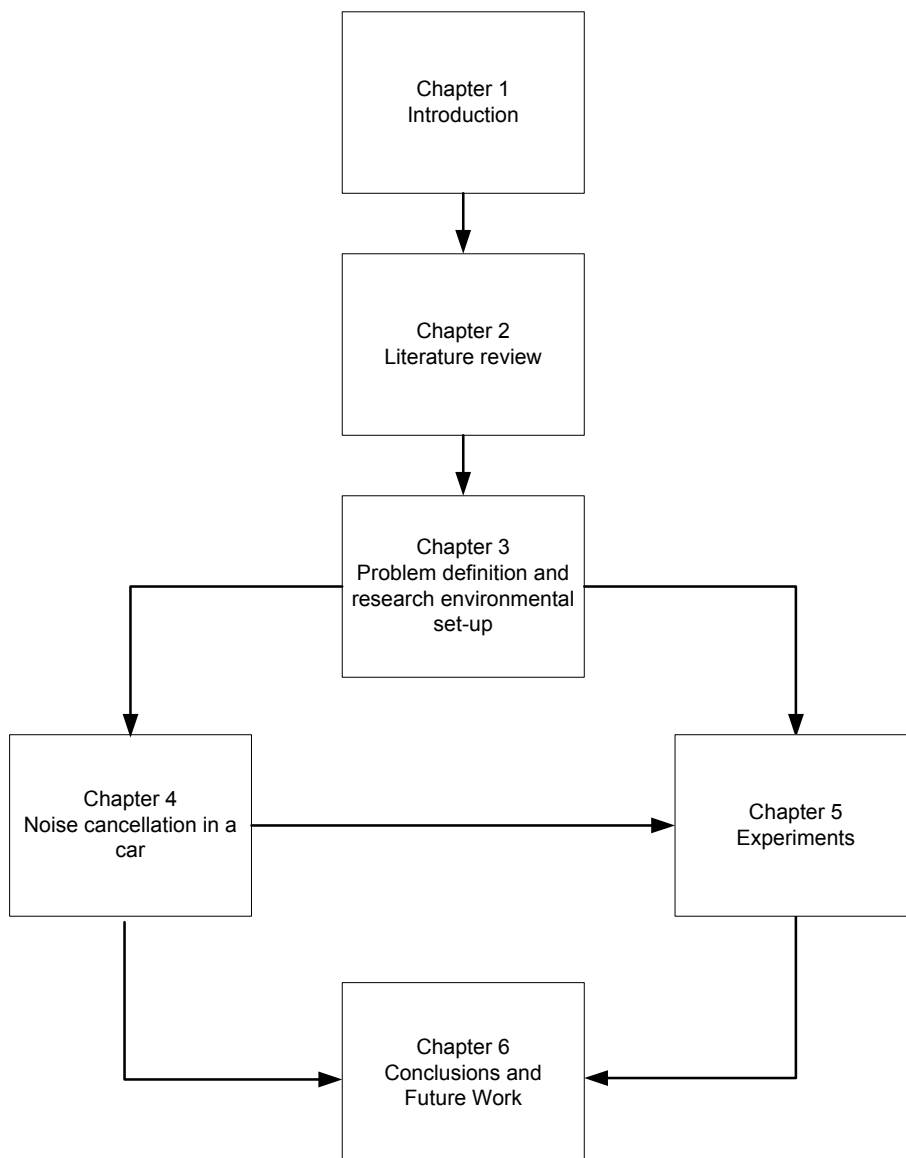 Chapter 1
Introduction
Chapter 2
Literature review
Chapter 3
Problem definition and
research environmental
set-up
Chapter 4
Noise cancellation in a
car
Chapter 5
Experiments
Chapter 6
Conclusions and
Future Work